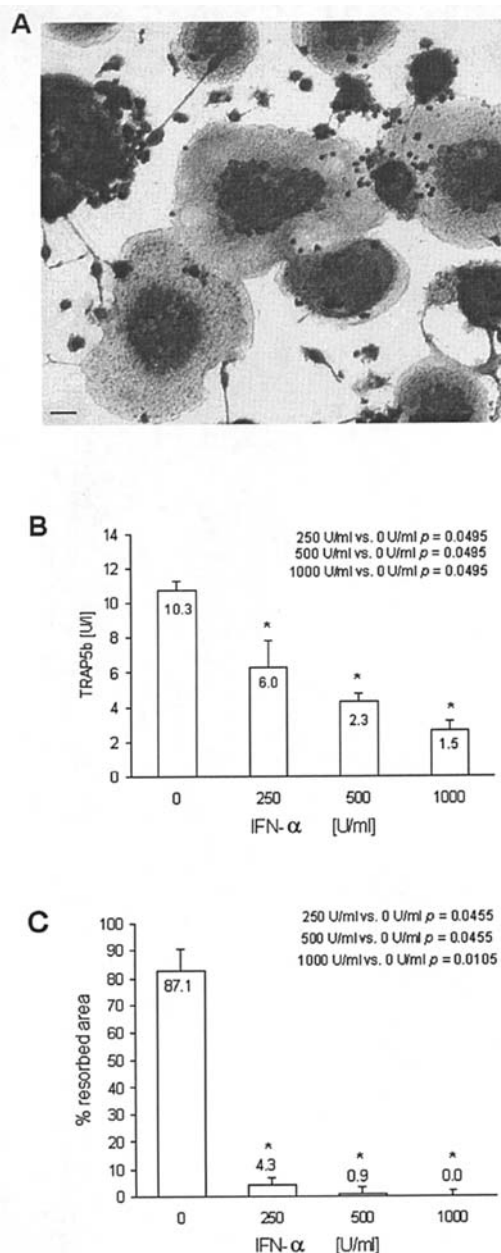 A
B
250 U/ml vs. 0 U/ml p = 0.0495
500 U/ml vs. 0 U/ml p = 0.0495
1000 U/ml vs. 0 U/ml p = 0.0495
TRAP5b [U/l]
14
12
10
8
6
4
2
0
10.3
*
6.0
*
2.3
*
1.5
0 250 500 1000
IFN-α [U/ml]
C
250 U/ml vs. 0 U/ml p = 0.0455
500 U/ml vs. 0 U/ml p = 0.0455
1000 U/ml vs. 0 U/ml p = 0.0105
% resorbed area
100
90
80
70
60
50
40
30
20
10
0
87.1
*
4.3
*
0.9
*
0.0
0 250 500 1000
IFN-α [U/ml]